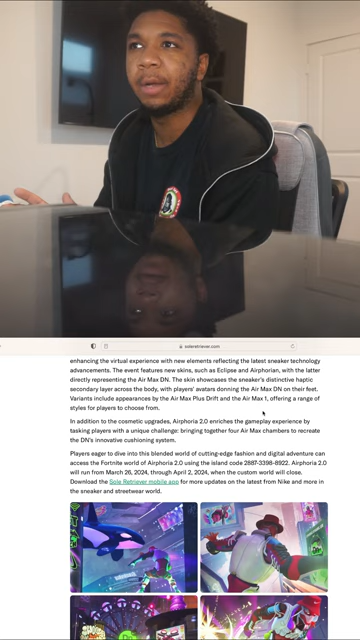 soleretriever.com
enhancing the virtual experience with new elements reflecting the latest sneaker technology
advancements. The event features new skins, such as Eclipse and Airphorian, with the latter
directly representing the Air Max DN. The skin showcases the sneaker's distinctive haptic
secondary layer across the body, with players' avatars donning the Air Max DN on their feet.
Variants include appearances by the Air Max Plus Drift and the Air Max 1, offering a range of
styles for players to choose from.
In addition to the cosmetic upgrades, Airphoria 2.0 enriches the gameplay experience by
tasking players with a unique challenge: bringing together four Air Max chambers to recreate
the DN's innovative cushioning system.
Players eager to dive into this blended world of cutting-edge fashion and digital adventure can
access the Fortnite world of Airphoria 2.0 using the island code 2887-3398-8922. Airphoria 2.0
will run from March 26, 2024, through April 2, 2024, when the custom world will close.
Download the Sole Retriever mobile app for more updates on the latest from Nike and more in
the sneaker and streetwear world.